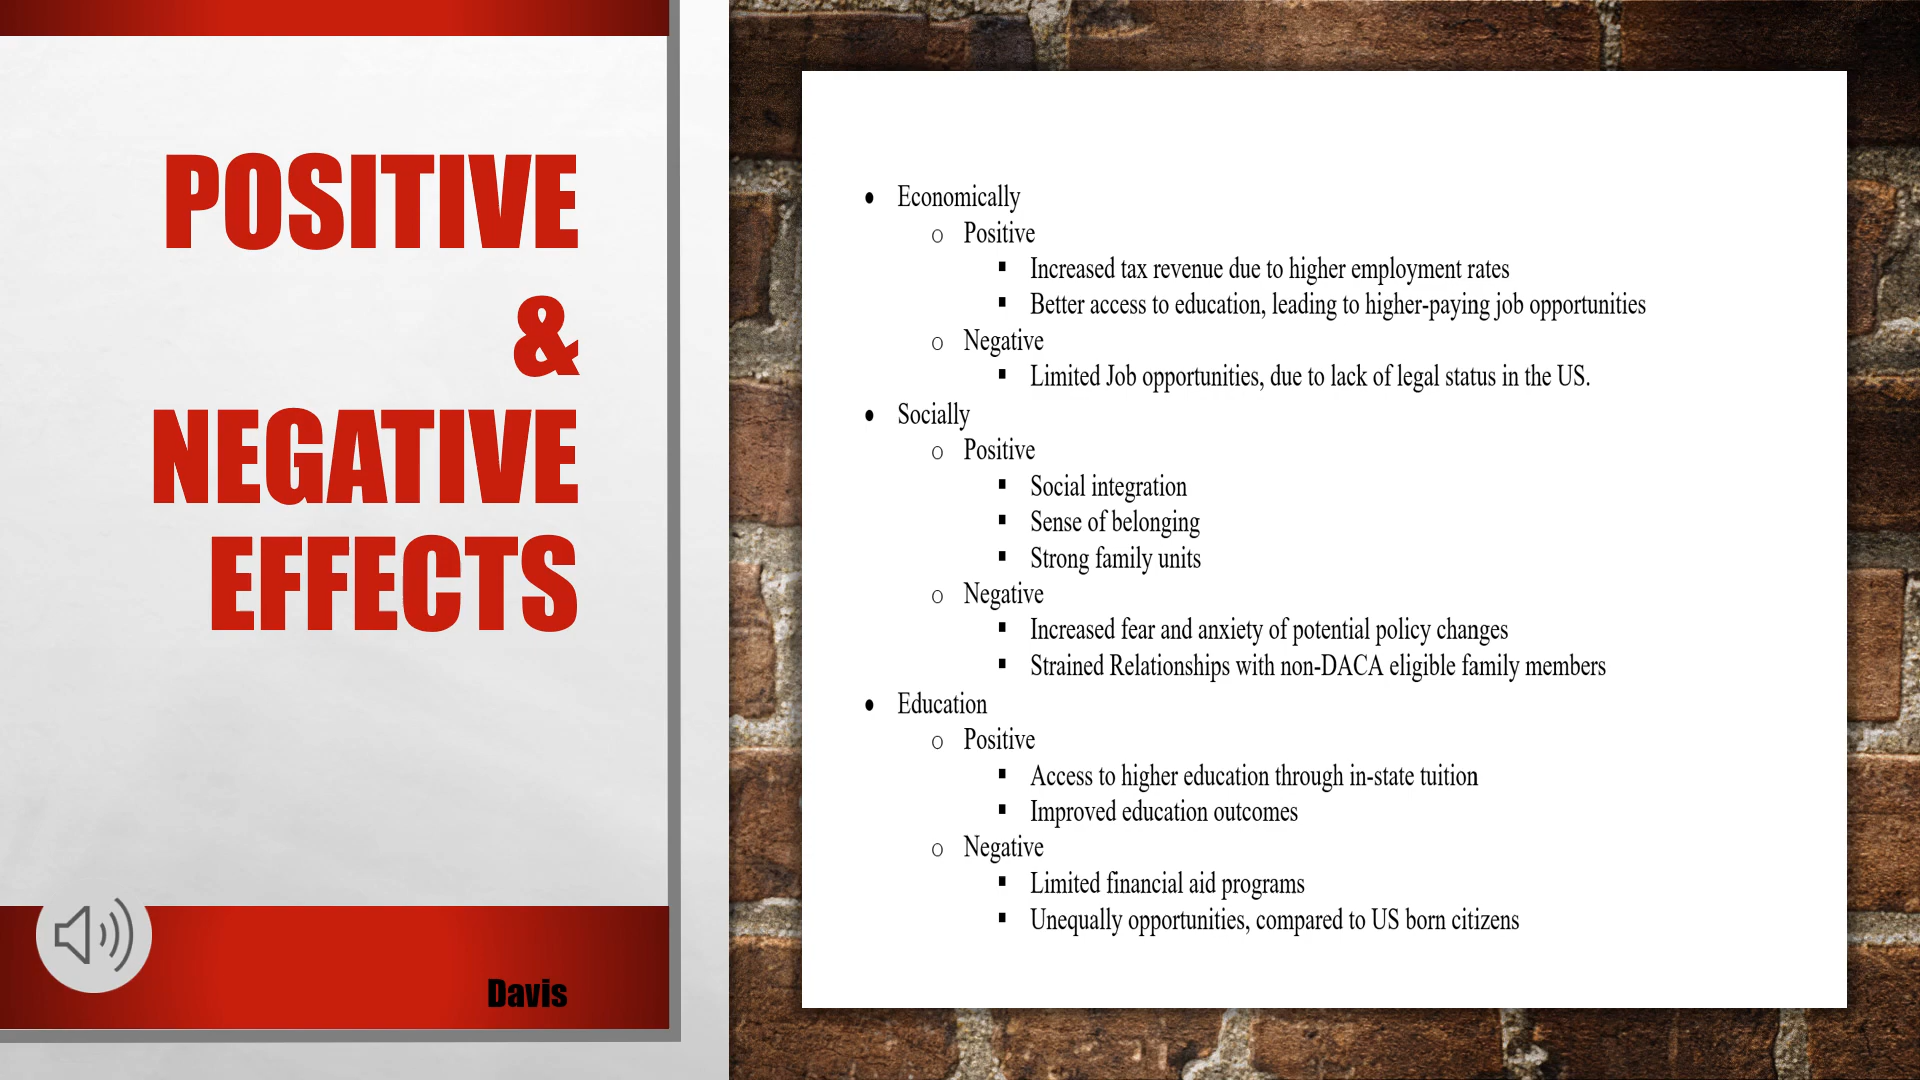 POSITIVE
&
NEGATIVE
EFFECTS
Davis
• Economically
o Positive
▪ Increased tax revenue due to higher employment rates
▪ Better access to education, leading to higher-paying job opportunities
o Negative
▪ Limited Job opportunities, due to lack of legal status in the US.
• Socially
o Positive
▪ Social integration
▪ Sense of belonging
▪ Strong family units
o Negative
▪ Increased fear and anxiety of potential policy changes
▪ Strained Relationships with non-DACA eligible family members
• Education
o Positive
▪ Access to higher education through in-state tuition
▪ Improved education outcomes
o Negative
▪ Limited financial aid programs
▪ Unequally opportunities, compared to US born citizens